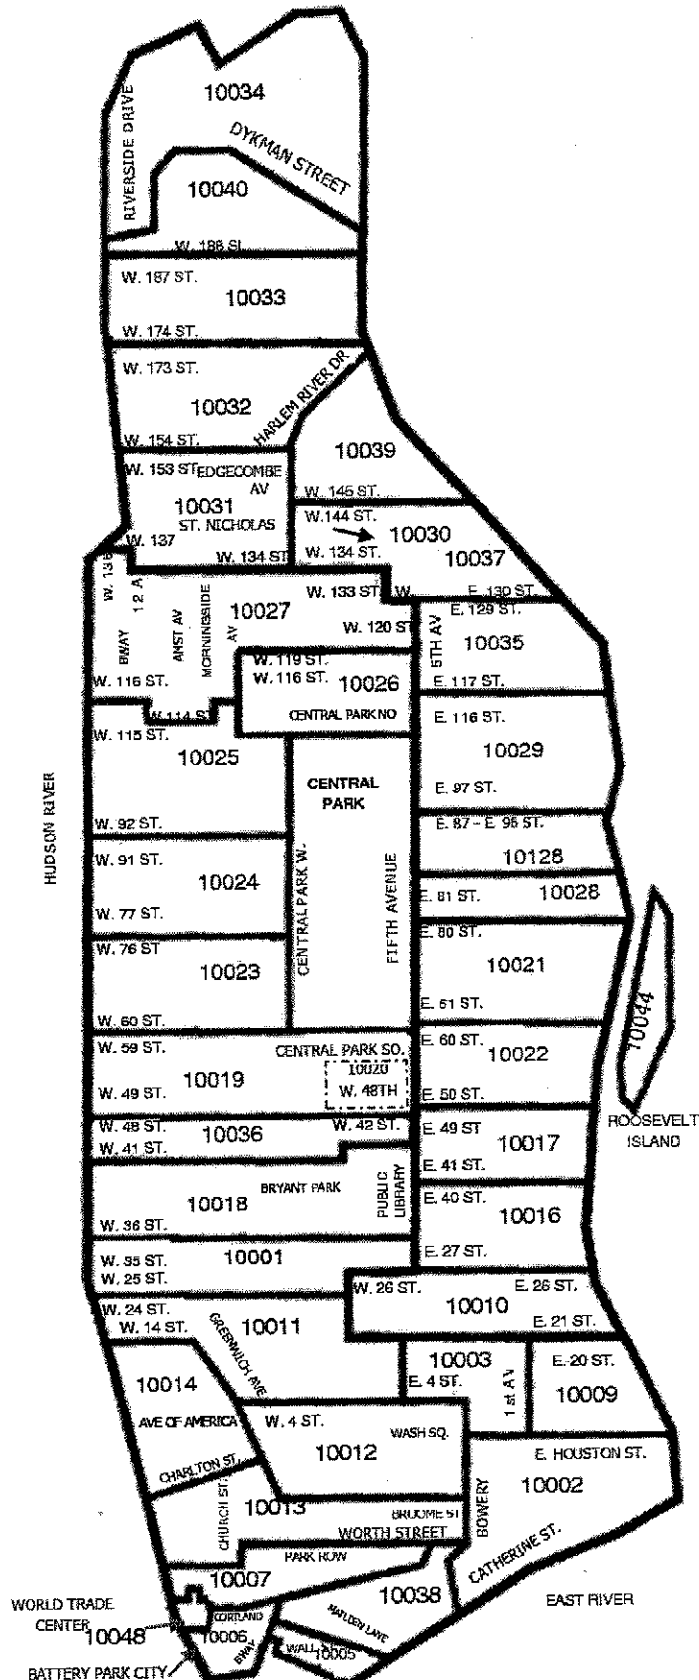 10034
RIVERSIDE DRIVE
DYKMAN STREET
10040
W. 188 St.
W. 187 ST.
10033
W. 174 ST.
W. 173 ST.
HARLEM RIVER DR
10032
W. 154 ST.
10039
W. 153 ST.
EDGECOMBE
AV
10031
ST. NICHOLAS
W. 145 ST.
W. 144 ST.
10030
W. 137
W. 134 ST.
W. 134 ST.
10037
12 A
W. 133 ST.
W.
E. 130 ST.
10027
BWAY
AMST AV
MORNINGSIDE
AV
W. 120 ST
5TH AV
E. 129 ST.
10035
E. 117 ST.
W. 116 ST.
W. 119 ST.
W. 116 ST.
10026
CENTRAL PARK NO
W. 114 ST
W. 115 ST.
10025
E. 116 ST.
10029
E. 97 ST.
CENTRAL
PARK
HUDSON RIVER
W. 92 ST.
E. 87 - E. 96 ST.
10128
W. 91 ST.
10024
W. 77 ST.
CENTRAL PARK W.
FIFTH AVENUE
E. 81 ST.
10028
E. 80 ST.
W. 76 ST
10023
W. 60 ST.
10021
E. 61 ST.
10044
W. 59 ST.
CENTRAL PARK SO.
10020
W. 48TH
10019
W. 49 ST.
E. 60 ST.
10022
E. 50 ST.
ROOSEVELT
ISLAND
W. 48 ST.
10036
W. 42 ST.
W. 41 ST.
E. 49 ST
10017
E. 41 ST.
BRYANT PARK
PUBLIC
LIBRARY
10018
W. 36 ST.
E. 40 ST.
10016
E. 27 ST.
W. 35 ST.
10001
W. 25 ST.
W. 26 ST.
E. 26 ST.
10010
E. 21 ST.
W. 24 ST.
W. 14 ST.
GREENWICH AVE
10011
10003
E. 4 ST.
1st AV
E. 20 ST.
10009
10014
AVE OF AMERICA
W. 4 ST.
WASH SQ.
10012
CHARLTON ST.
E. HOUSTON ST.
10002
CHURCH ST.
10013
BROOME ST
WORTH STREET
BOWERY
CATHERINE ST.
PARK ROW
10007
10038
EAST RIVER
WORLD TRADE
CENTER
10048
CORTLAND
10006
BWAY
MAIDEN LANE
WALL
10005
BATTERY PARK CITY